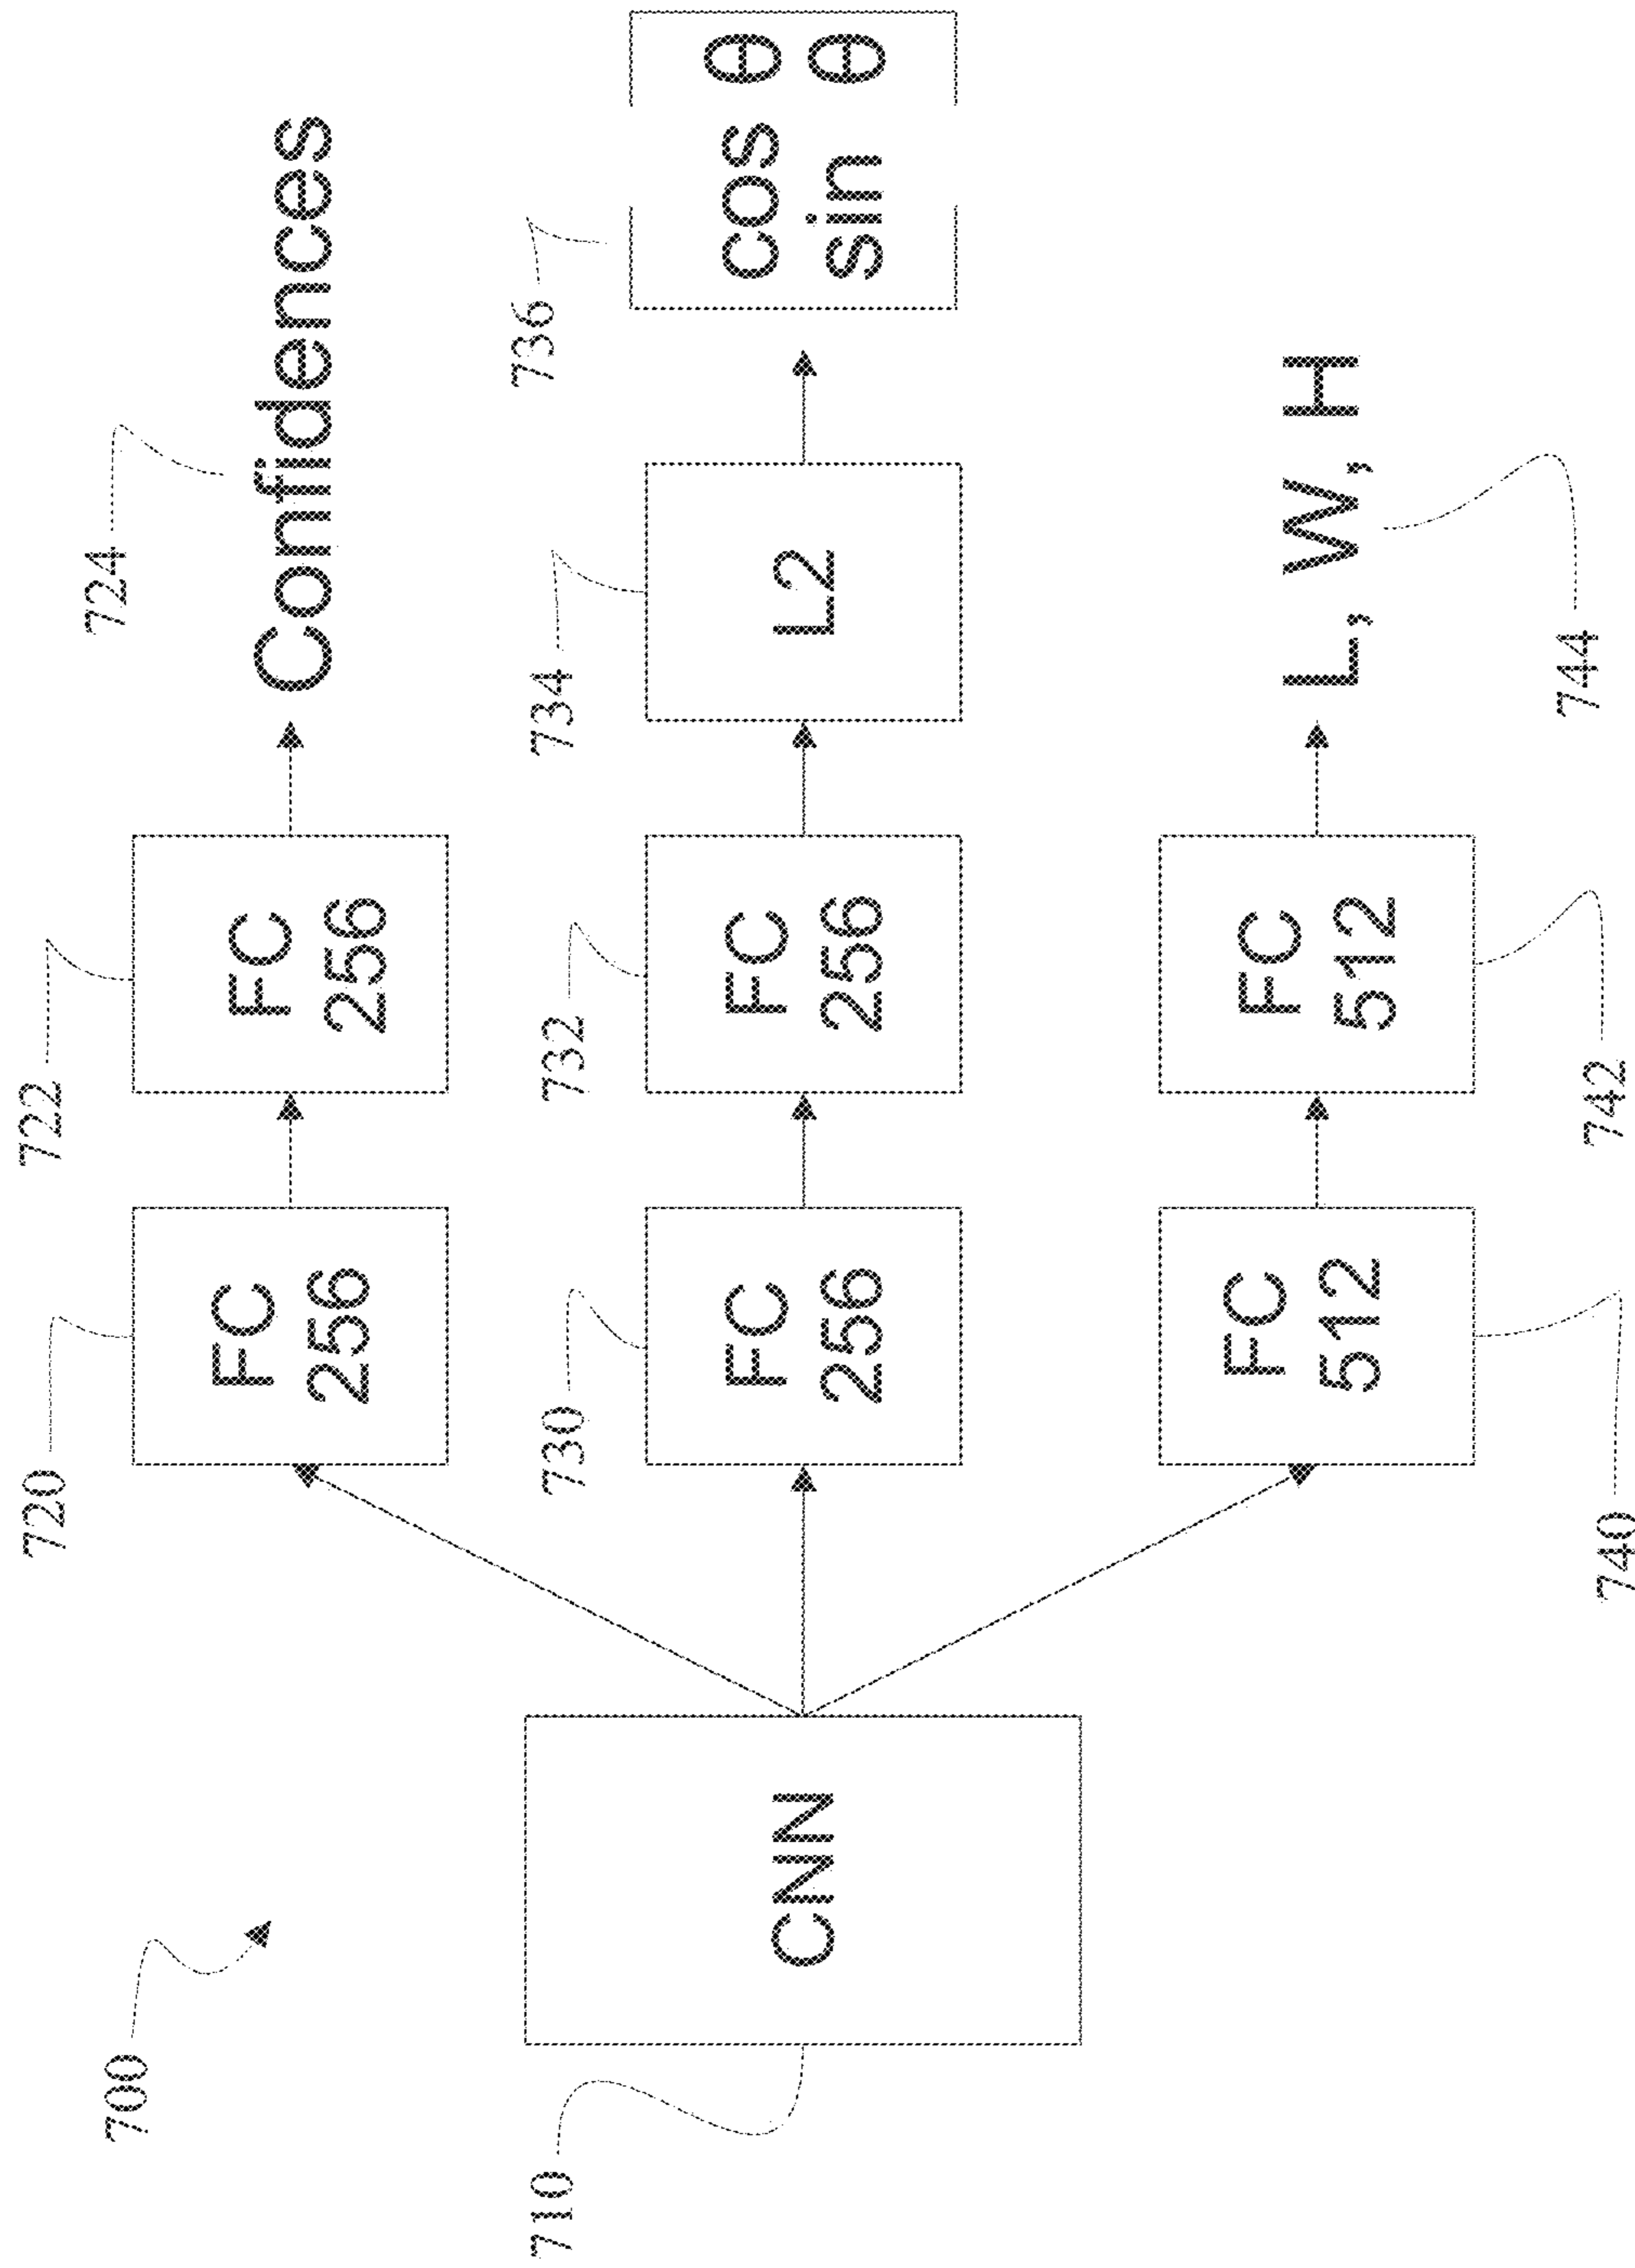 700
710
CNN
720
FC
256
722
FC
256
724
Confidences
730
FC
256
732
FC
256
734
L2
736
cos θ
sin θ
740
FC
512
742
FC
512
744
L, W, H